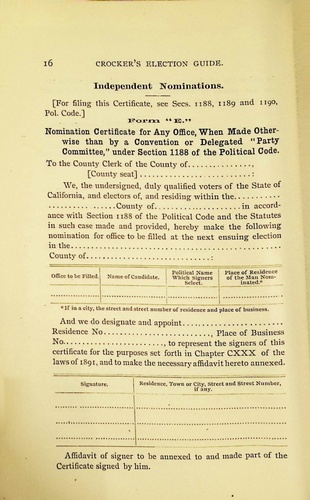 16 CROCKER'S ELECTION GUIDE.
Independent Nominations.
[For filing this Certificate, see Secs. 1188, 1189 and 1190,
Pol. Code.]
Form "E."
Nomination Certificate for Any Office, When Made Other-
wise than by a Convention or Delegated "Party
Committee," under Section 1188 of the Political Code.
To the County Clerk of the County of..............,
[County seat] ......................:
We, the undersigned, duly qualified voters of the State of
California, and electors of, and residing within the...........
.................County of......................in accord-
ance with Section 1188 of the Political Code and the Statutes
in such case made and provided, hereby make the following
nomination for office to be filled at the next ensuing election
in the.....................................................
County of..............................:
Office to be Filled. Name of Candidate. Political Name Which Signers Select. Place of Residence of the Man Nom- inated.*
*If in a city, the street and street number of residence and place of business.
And we do designate and appoint.........................
Residence No........................, Place of Business
No........................, to represent the signers of this
certificate for the purposes set forth in Chapter CXXX of the
laws of 1891, and to make the necessary affidavit hereto annexed.
Signature. Residence, Town or City, Street and Street Number, if any.
Affidavit of signer to be annexed to and made part of the
Certificate signed by him.